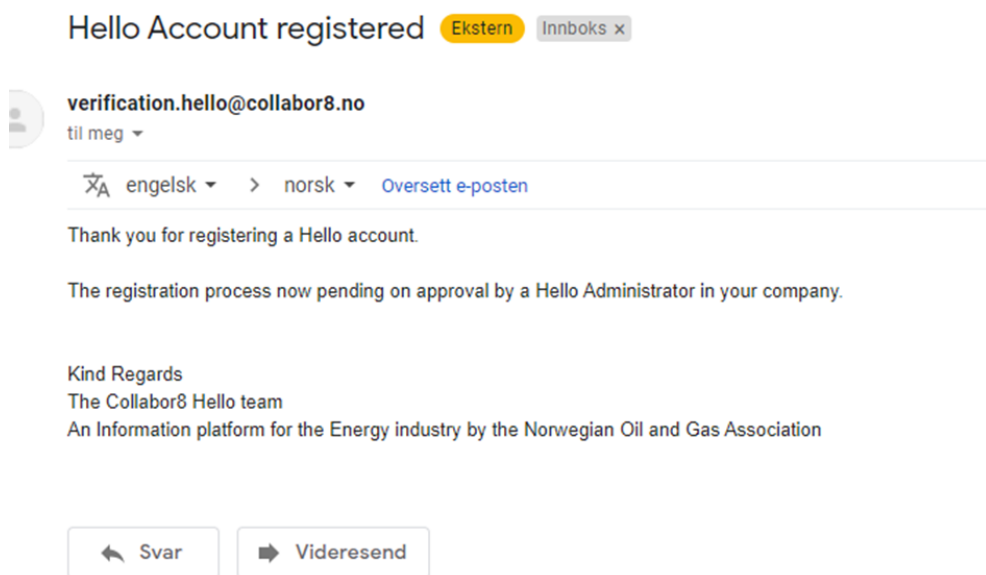 Hello Account registered Ekstern Innboks x
verification.hello@collabor8.no
til meg
engelsk > norsk Oversett e-posten
Thank you for registering a Hello account.
The registration process now pending on approval by a Hello Administrator in your company.
Kind Regards
The Collabor8 Hello team
An Information platform for the Energy industry by the Norwegian Oil and Gas Association
Svar Videresend